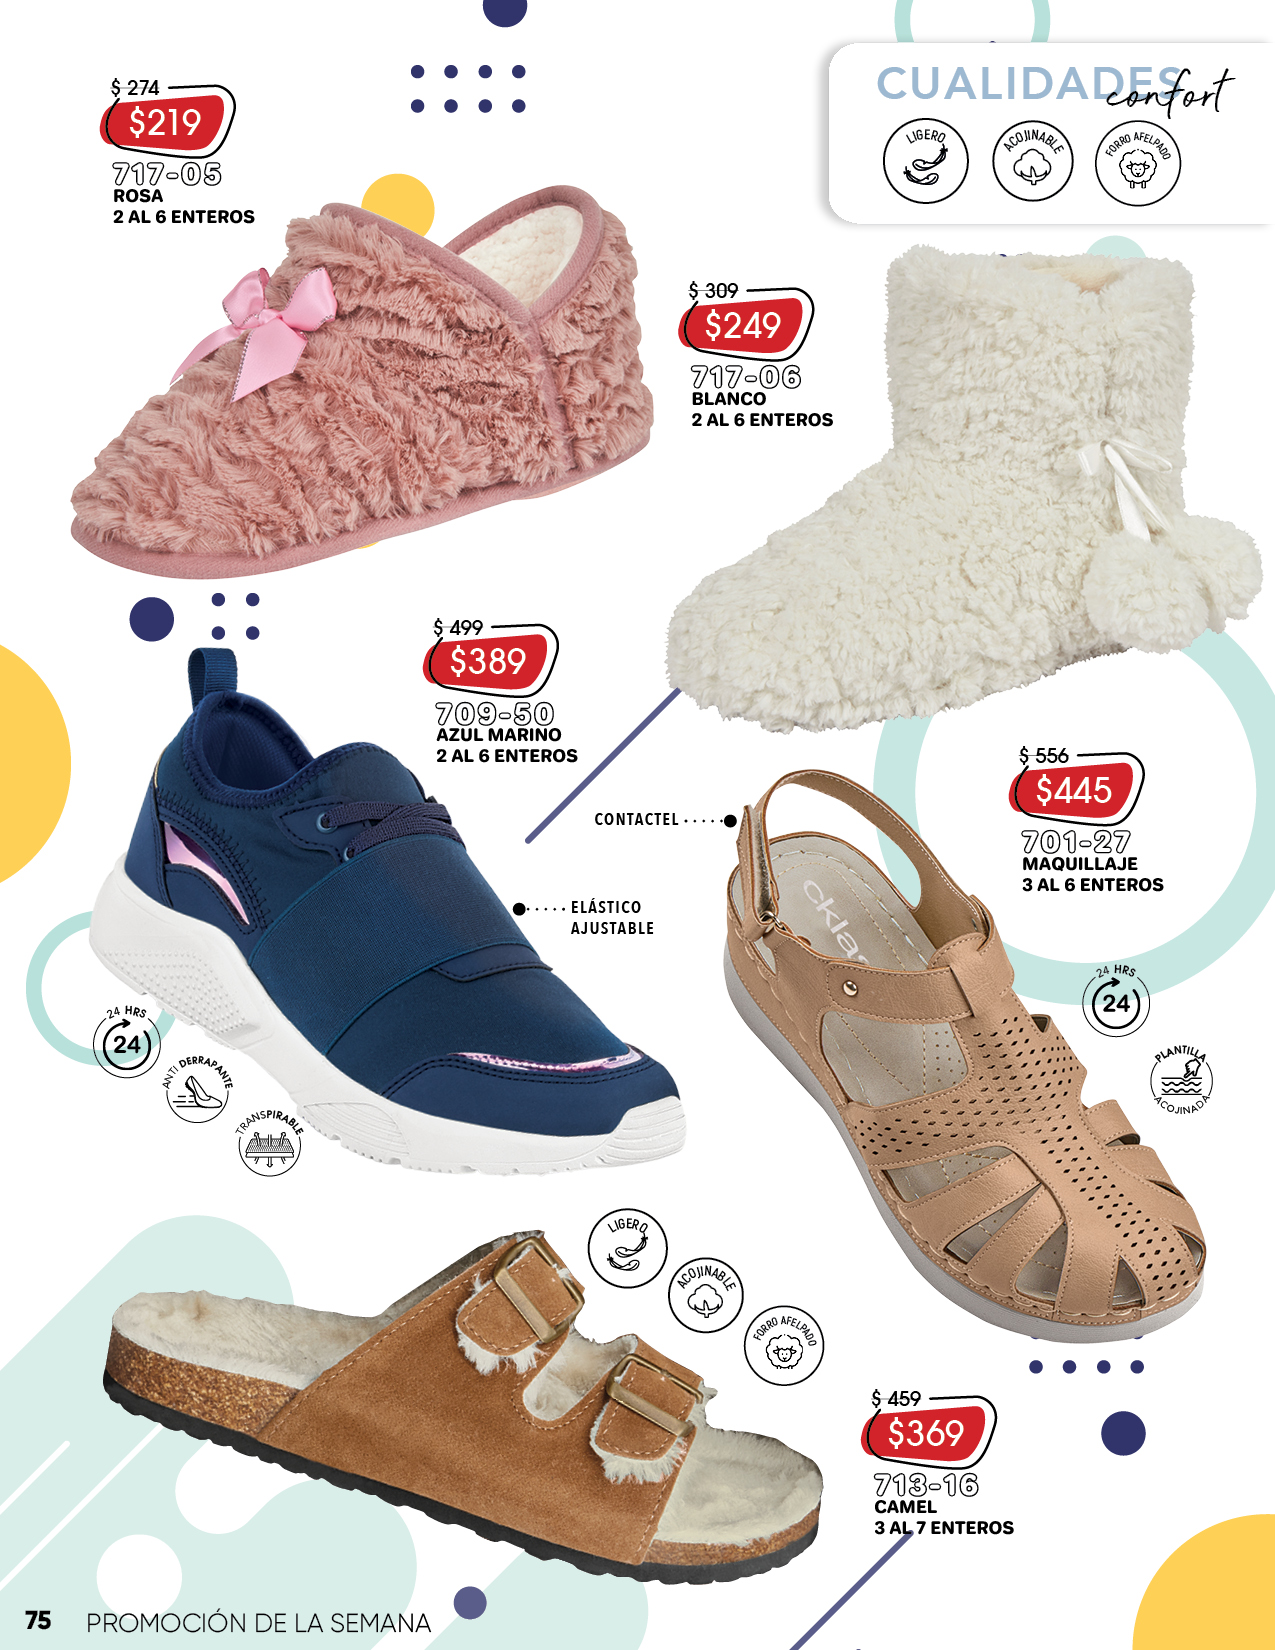 CUALIDADES
confort
LIGERO
ACOJINABLE
FORRO AFELPADO
$ 274
$219
717-05
ROSA
2 AL 6 ENTEROS
$ 309
$249
717-06
BLANCO
2 AL 6 ENTEROS
$ 499
$389
709-50
AZUL MARINO
2 AL 6 ENTEROS
$ 556
$445
701-27
MAQUILLAJE
3 AL 6 ENTEROS
CONTACTEL
cklas
ELÁSTICO
AJUSTABLE
24 HRS
24
ANTI DERRAPANTE
TRANSPIRABLE
24 HRS
24
PLANTILLA
ACOJINADA
LIGERO
ACOJINABLE
FORRO AFELPADO
$ 459
$369
713-16
CAMEL
3 AL 7 ENTEROS
75 PROMOCIÓN DE LA SEMANA